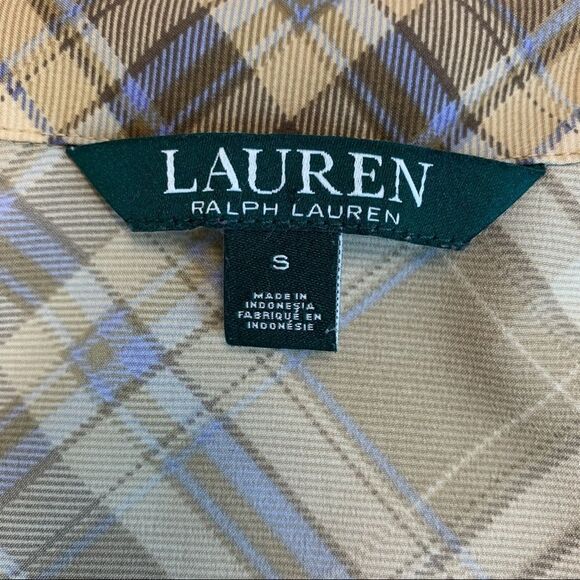 LAUREN
RALPH LAUREN
S
MADE IN
INDONESIA
FABRIQUÉ EN
INDONÉSIE